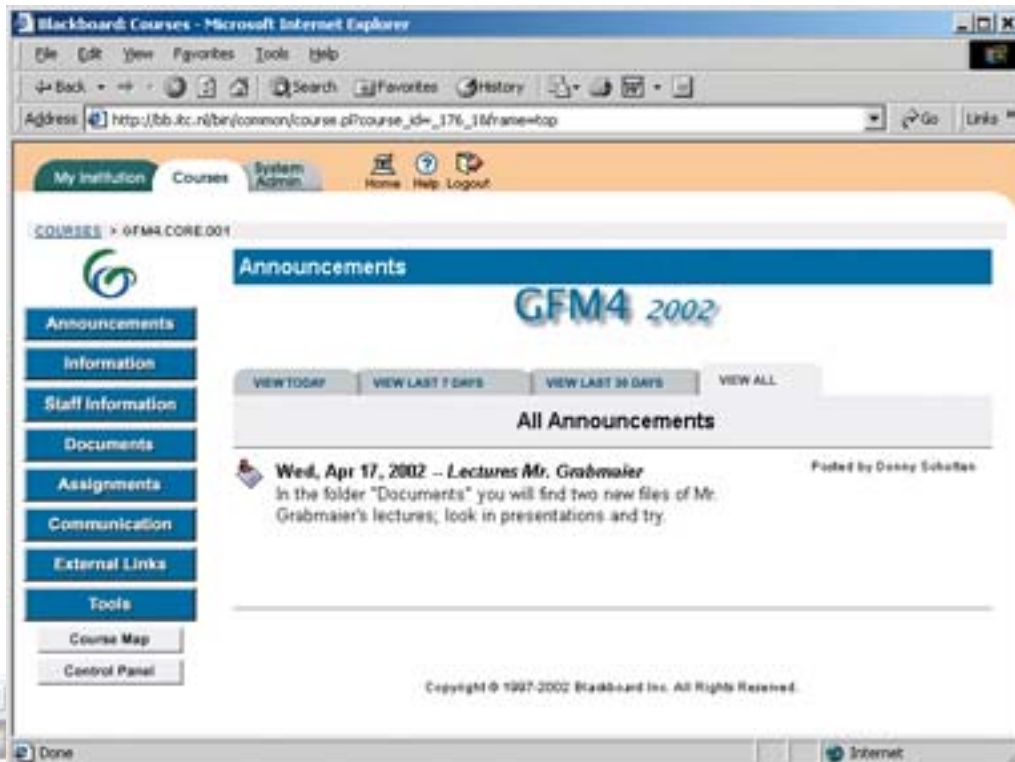 Blackboard: Courses - Microsoft Internet Explorer
File Edit View Favorites Tools Help
Back Search Favorites History
Address http://bb.itc.nl/bin/common/course.pl?course_id=_176_1&frame=top Go Links
My Institution Courses System Admin Home Help Logout
COURSES > GFM4.CORE.001
Announcements
GFM4 2002
Announcements
Information
Staff Information
Documents
Assignments
Communication
External Links
Tools
Course Map
Control Panel
VIEW TODAY VIEW LAST 7 DAYS VIEW LAST 30 DAYS VIEW ALL
All Announcements
Wed, Apr 17, 2002 -- Lectures Mr. Grabmaier Posted by Donny Scholten
In the folder "Documents" you will find two new files of Mr.
Grabmaier's lectures; look in presentations and try.
Copyright © 1997-2002 Blackboard Inc. All Rights Reserved.
Done Internet